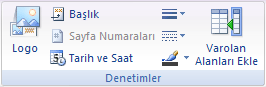 Logo
Başlık
Sayfa Numaraları
Tarih ve Saat
Varolan
Alanları Ekle
Denetimler